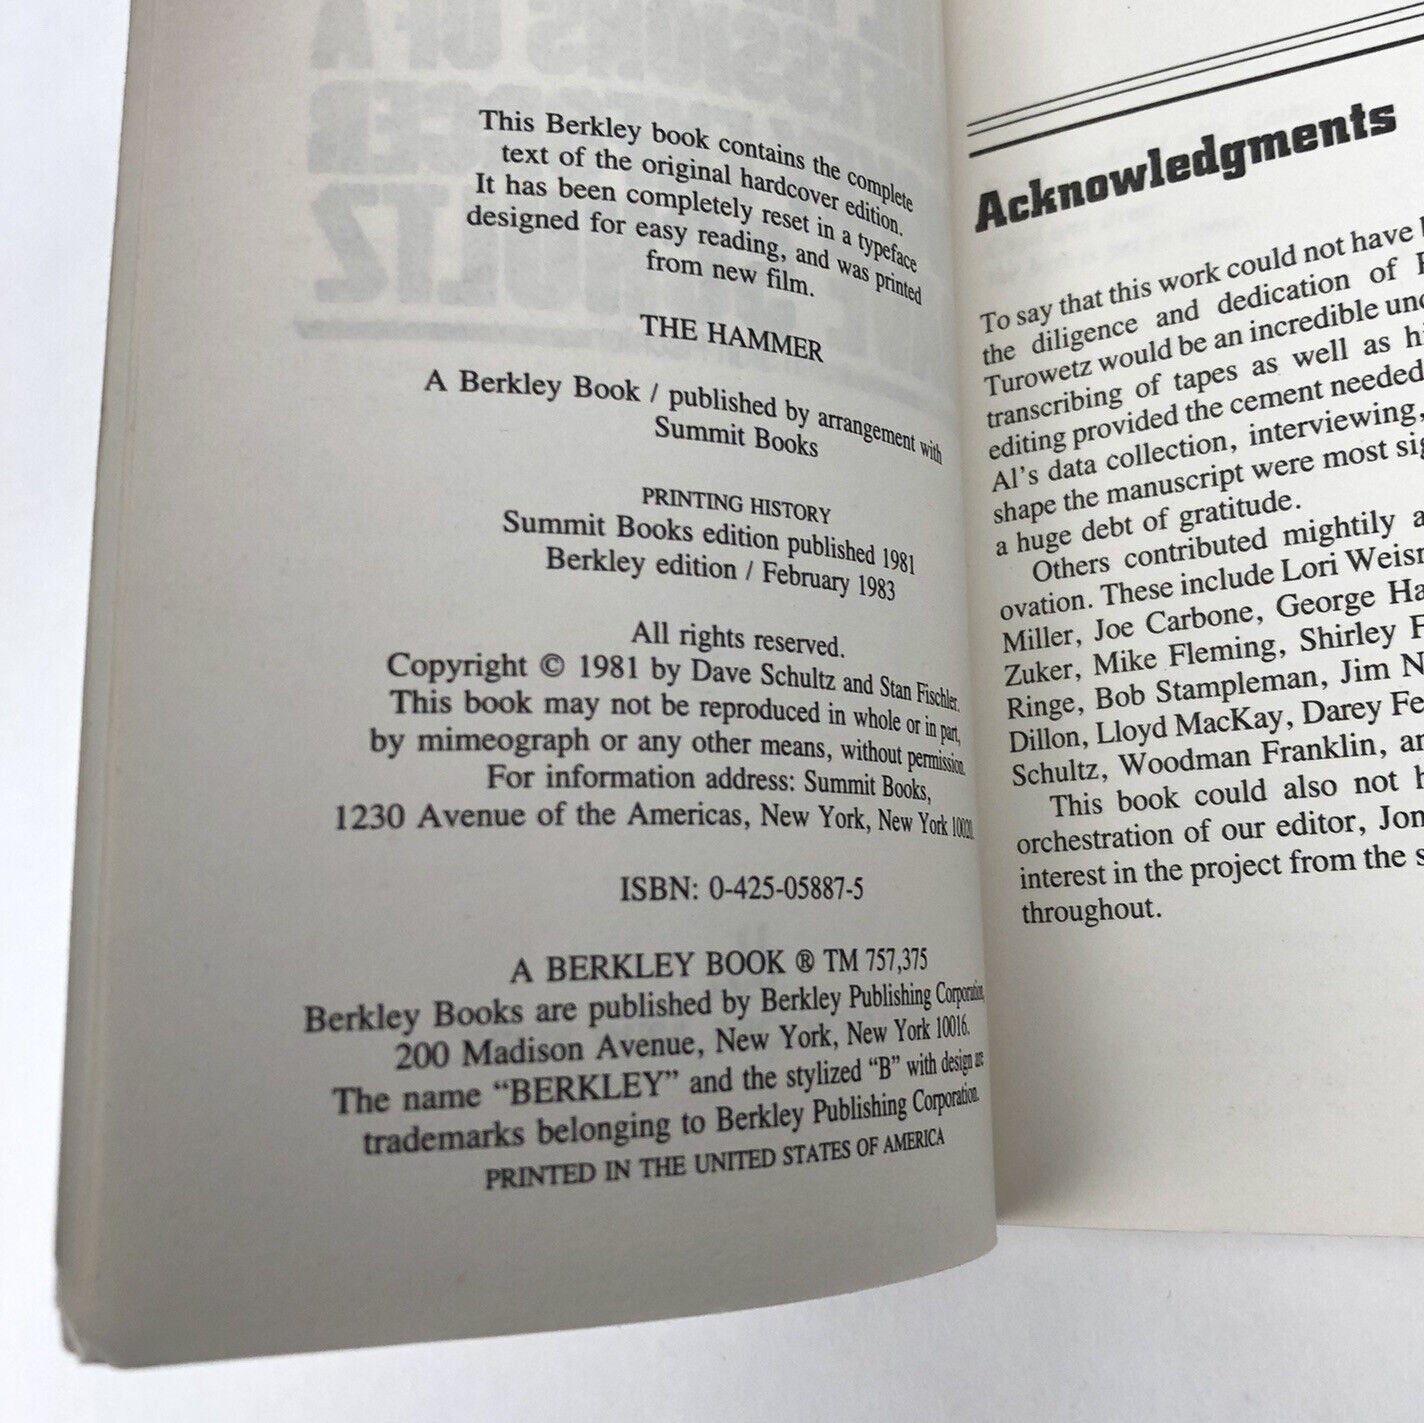 This Berkley book contains the complete
text of the original hardcover edition.
It has been completely reset in a typeface
designed for easy reading, and was printed
from new film.
THE HAMMER
A Berkley Book / published by arrangement with
Summit Books
PRINTING HISTORY
Summit Books edition published 1981
Berkley edition / February 1983
All rights reserved.
Copyright © 1981 by Dave Schultz and Stan Fischler.
This book may not be reproduced in whole or in part,
by mimeograph or any other means, without permission.
For information address: Summit Books,
1230 Avenue of the Americas, New York, New York 10020.
ISBN: 0-425-05887-5
A BERKLEY BOOK ® TM 757,375
Berkley Books are published by Berkley Publishing Corporation,
200 Madison Avenue, New York, New York 10016.
The name “BERKLEY” and the stylized “B” with design are
trademarks belonging to Berkley Publishing Corporation.
PRINTED IN THE UNITED STATES OF AMERICA
Acknowledgments
To say that this work could not have
the diligence and dedication of
Turowetz would be an incredible
transcribing of tapes as well as
editing provided the cement needed
Al’s data collection, interviewing,
shape the manuscript were most
a huge debt of gratitude.
Others contributed mightily
ovation. These include Lori
Miller, Joe Carbone, George
Zuker, Mike Fleming, Shirley
Ringe, Bob Stampleman, Jim
Dillon, Lloyd MacKay, Darey
Schultz, Woodman Franklin,
This book could also not
orchestration of our editor,
interest in the project from the
throughout.